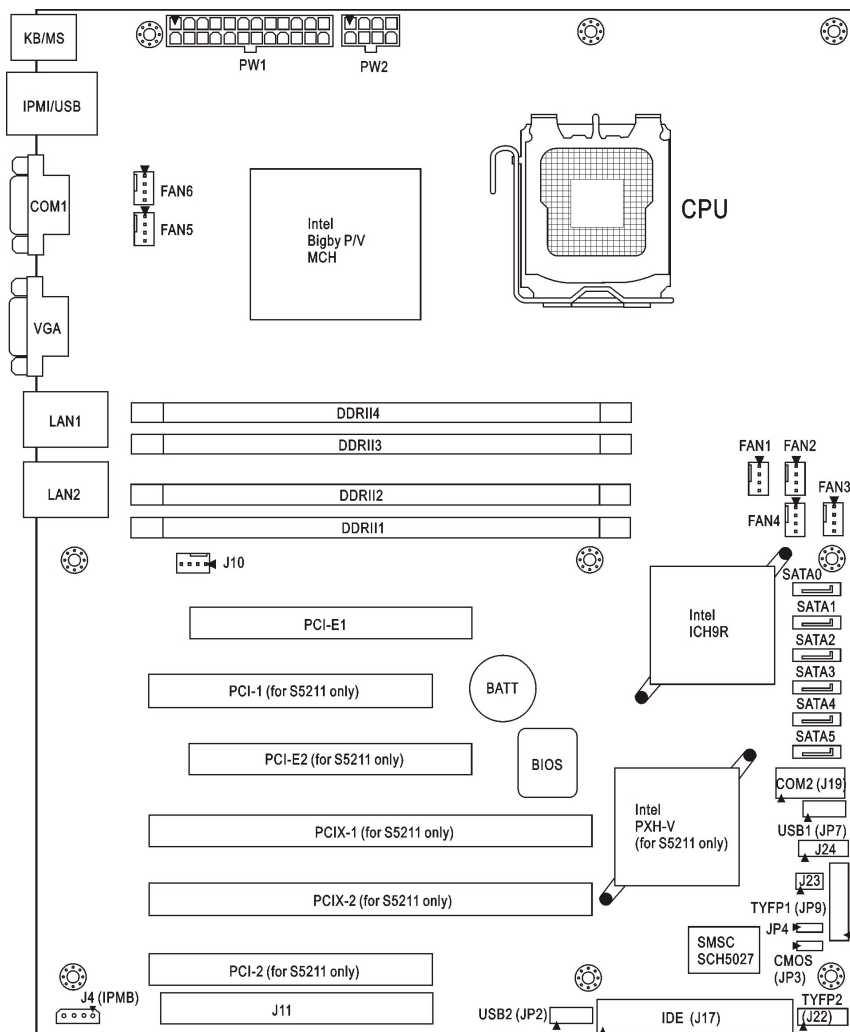 KB/MS
PW1
PW2
IPMI/USB
COM1
FAN6
FAN5
Intel
Bigby P/V
MCH
CPU
VGA
LAN1
DDRII4
DDRII3
FAN1
FAN2
LAN2
DDRII2
FAN3
DDRII1
FAN4
J10
SATA0
PCI-E1
Intel
ICH9R
SATA1
SATA2
PCI-1 (for S5211 only)
BATT
SATA3
SATA4
SATA5
PCI-E2 (for S5211 only)
BIOS
COM2 (J19)
Intel
PXH-V
(for S5211 only)
PCIX-1 (for S5211 only)
USB1 (JP7)
J24
J23
PCIX-2 (for S5211 only)
TYFP1 (JP9)
JP4
SMSC
SCH5027
CMOS
(JP3)
PCI-2 (for S5211 only)
J4 (IPMB)
J11
USB2 (JP2)
IDE (J17)
TYFP2
(J22)